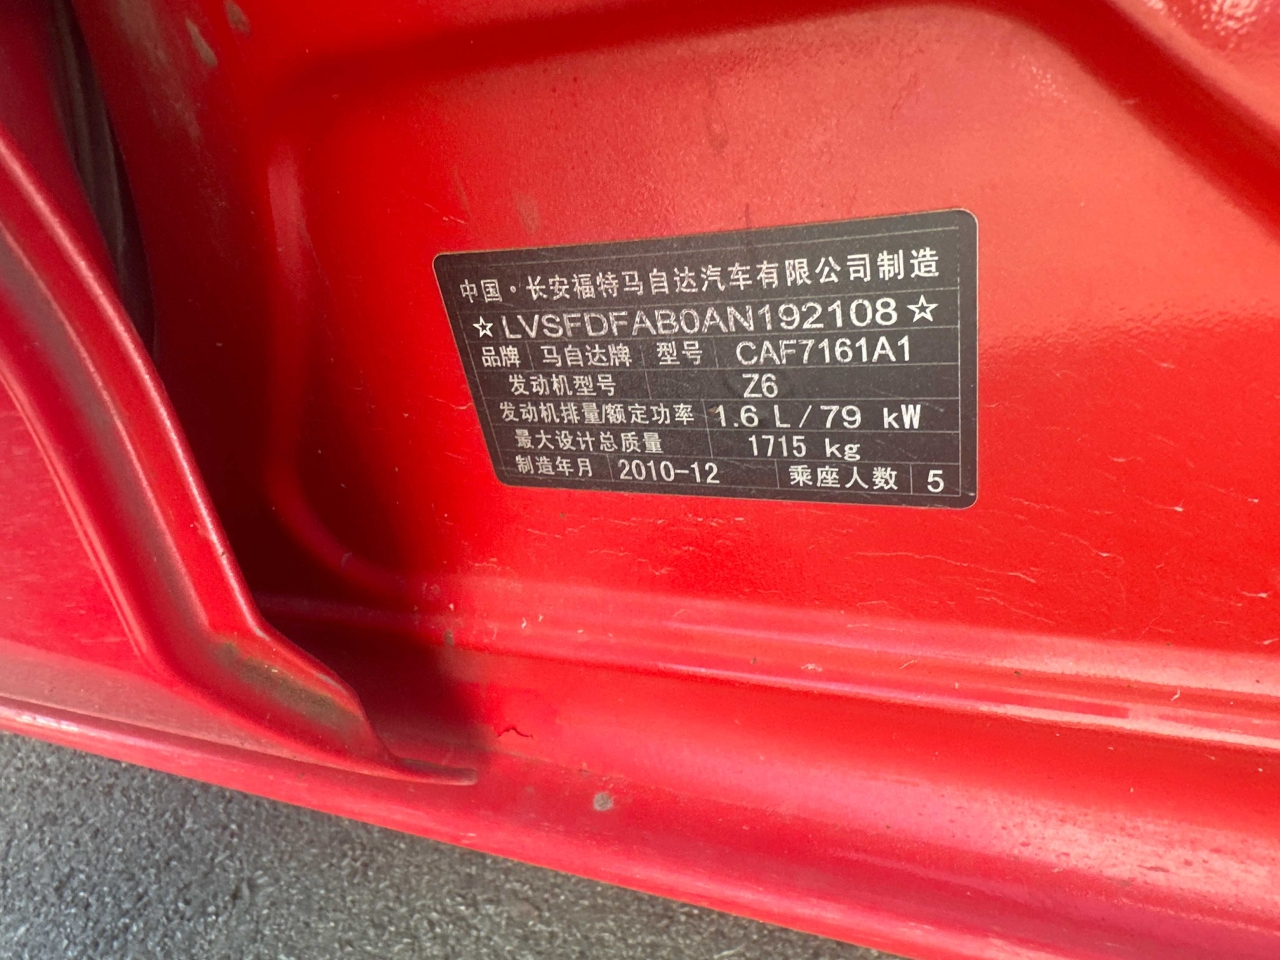 中国·长安福特马自达汽车有限公司制造
☆LVSFDFAB0AN192108☆
品牌 马自达牌 型号 CAF7161A1
发动机型号 Z6
发动机排量/额定功率 1.6 L/79 kW
最大设计总质量 1715 kg
制造年月 2010-12 乘座人数 5